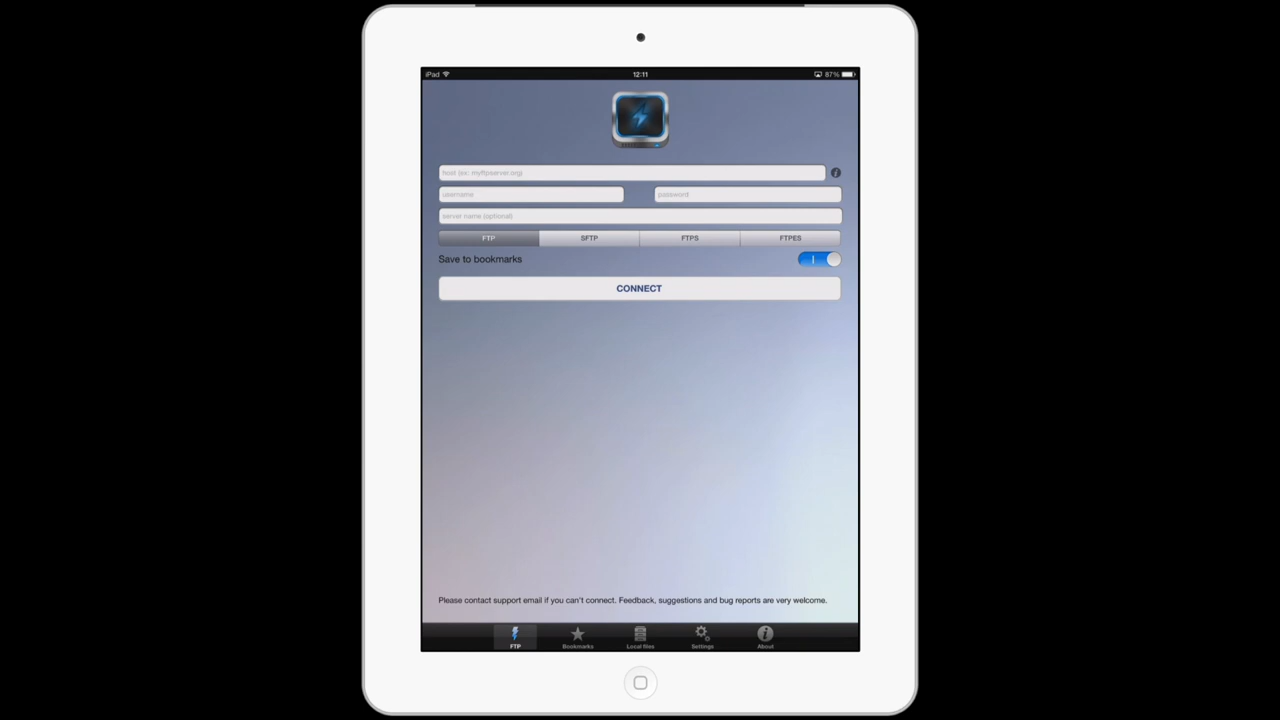 iPad 12:11 87%
host (ex: myftpserver.org)
username password
server name (optional)
FTP SFTP FTPS FTPES
Save to bookmarks
CONNECT
Please contact support email if you can't connect. Feedback, suggestions and bug reports are very welcome.
FTP Bookmarks Local files Settings About